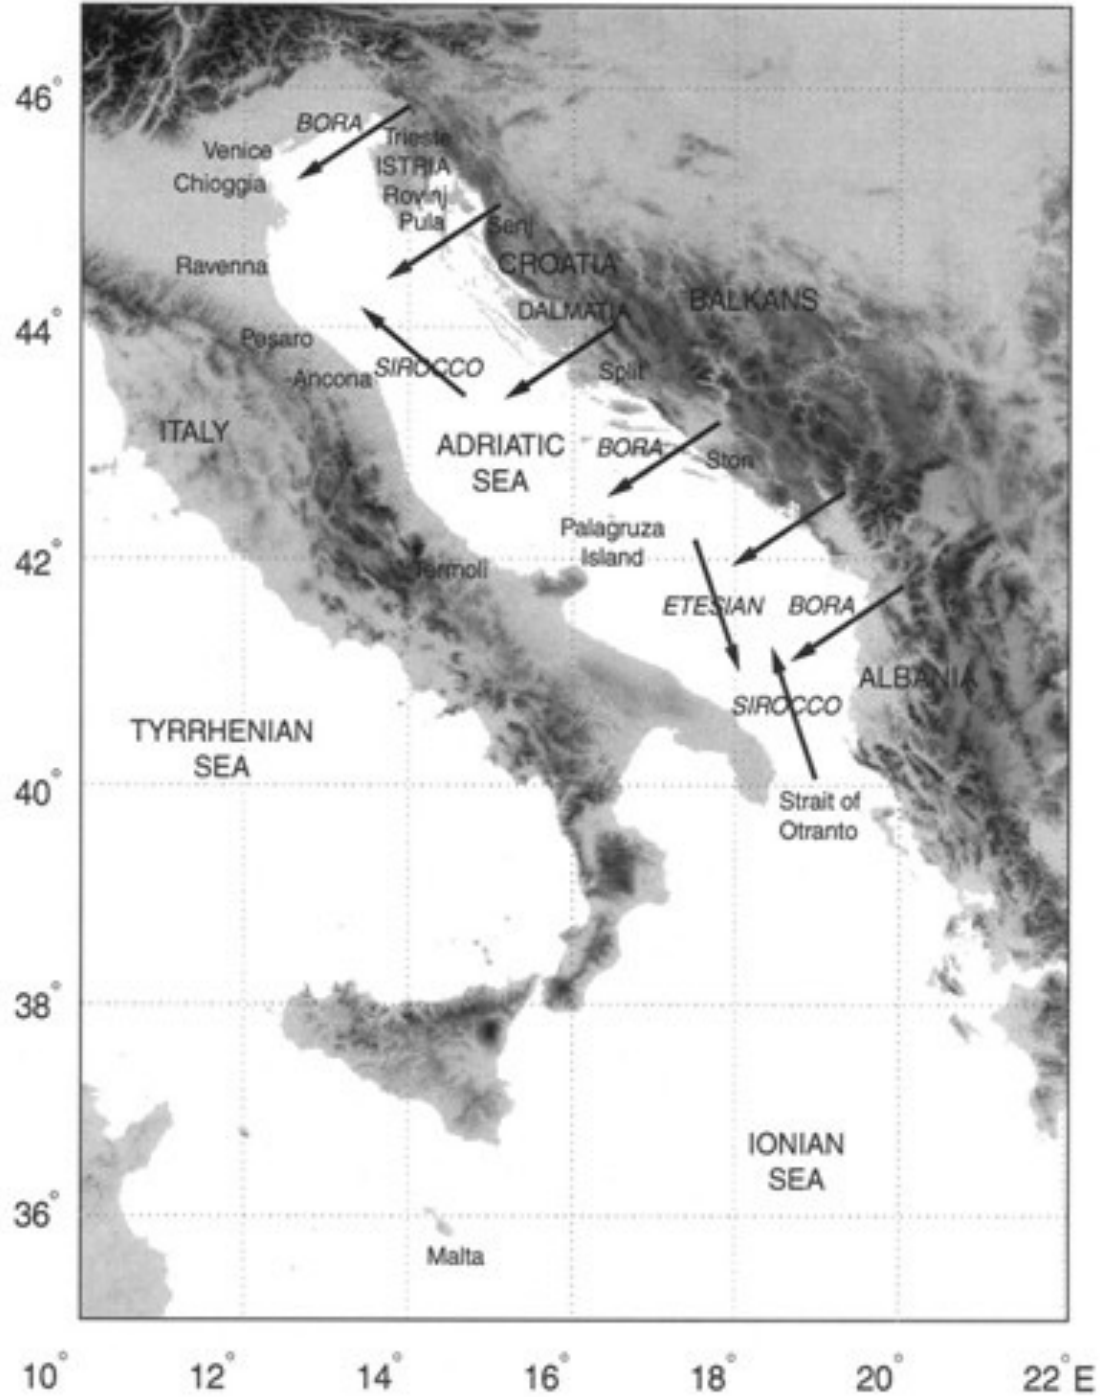 46°
BORA
Trieste
Venice
ISTRIA
Chioggia
Rovinj
Pula
Senj
Ravenna
CROATIA
BALKANS
DALMATIA
44°
Pesaro
SIROCCO
Split
Ancona
ITALY
ADRIATIC
SEA
BORA
Ston
Palagruza
Island
42°
Termoli
ETESIAN
BORA
ALBANIA
SIROCCO
TYRRHENIAN
SEA
40°
Strait of
Otranto
38°
IONIAN
SEA
36°
Malta
10° 12° 14° 16° 18° 20° 22°E